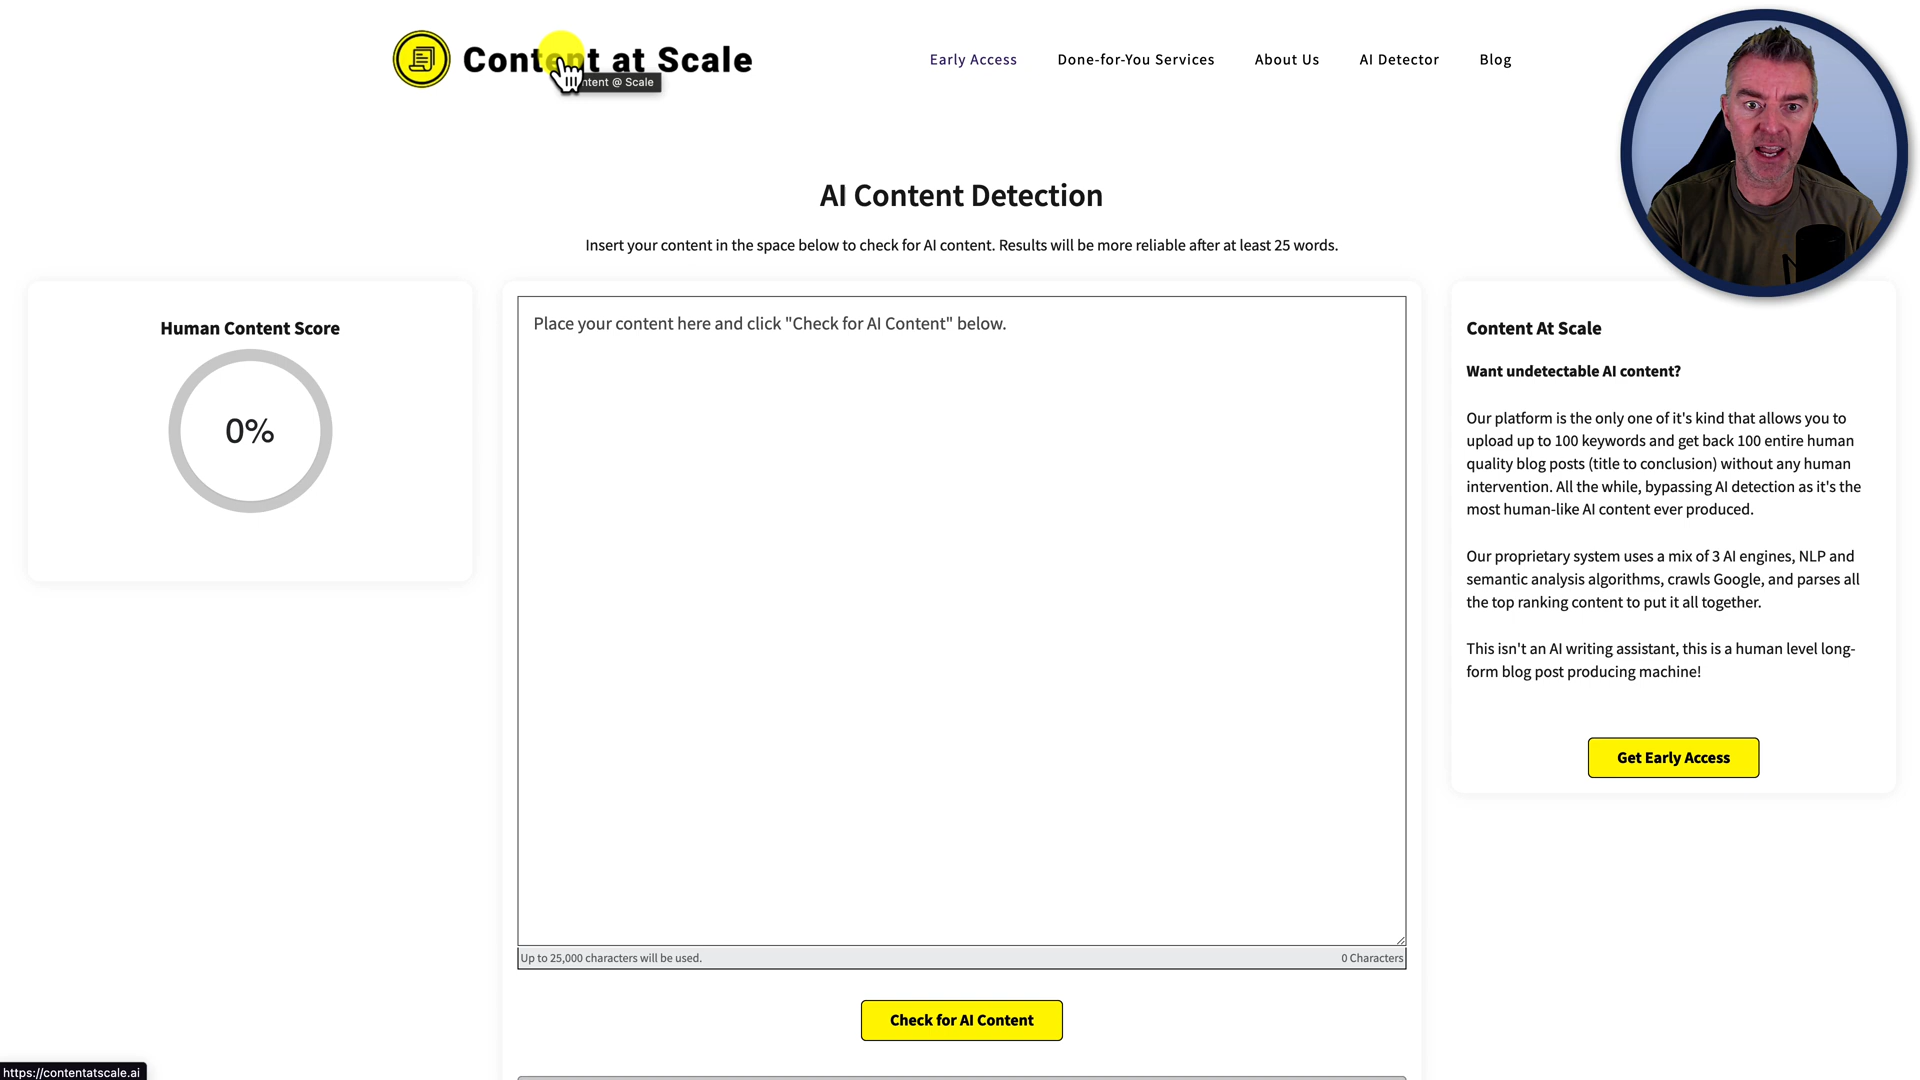 Content at Scale
ntent @ Scale
Early Access
Done-for-You Services
About Us
AI Detector
Blog
AI Content Detection
Insert your content in the space below to check for AI content. Results will be more reliable after at least 25 words.
Human Content Score
0%
Place your content here and click "Check for AI Content" below.
Up to 25,000 characters will be used.
0 Characters
Check for AI Content
Content At Scale
Want undetectable AI content?
Our platform is the only one of it's kind that allows you to
upload up to 100 keywords and get back 100 entire human
quality blog posts (title to conclusion) without any human
intervention. All the while, bypassing AI detection as it's the
most human-like AI content ever produced.
Our proprietary system uses a mix of 3 AI engines, NLP and
semantic analysis algorithms, crawls Google, and parses all
the top ranking content to put it all together.
This isn't an AI writing assistant, this is a human level long-
form blog post producing machine!
Get Early Access
https://contentatscale.ai